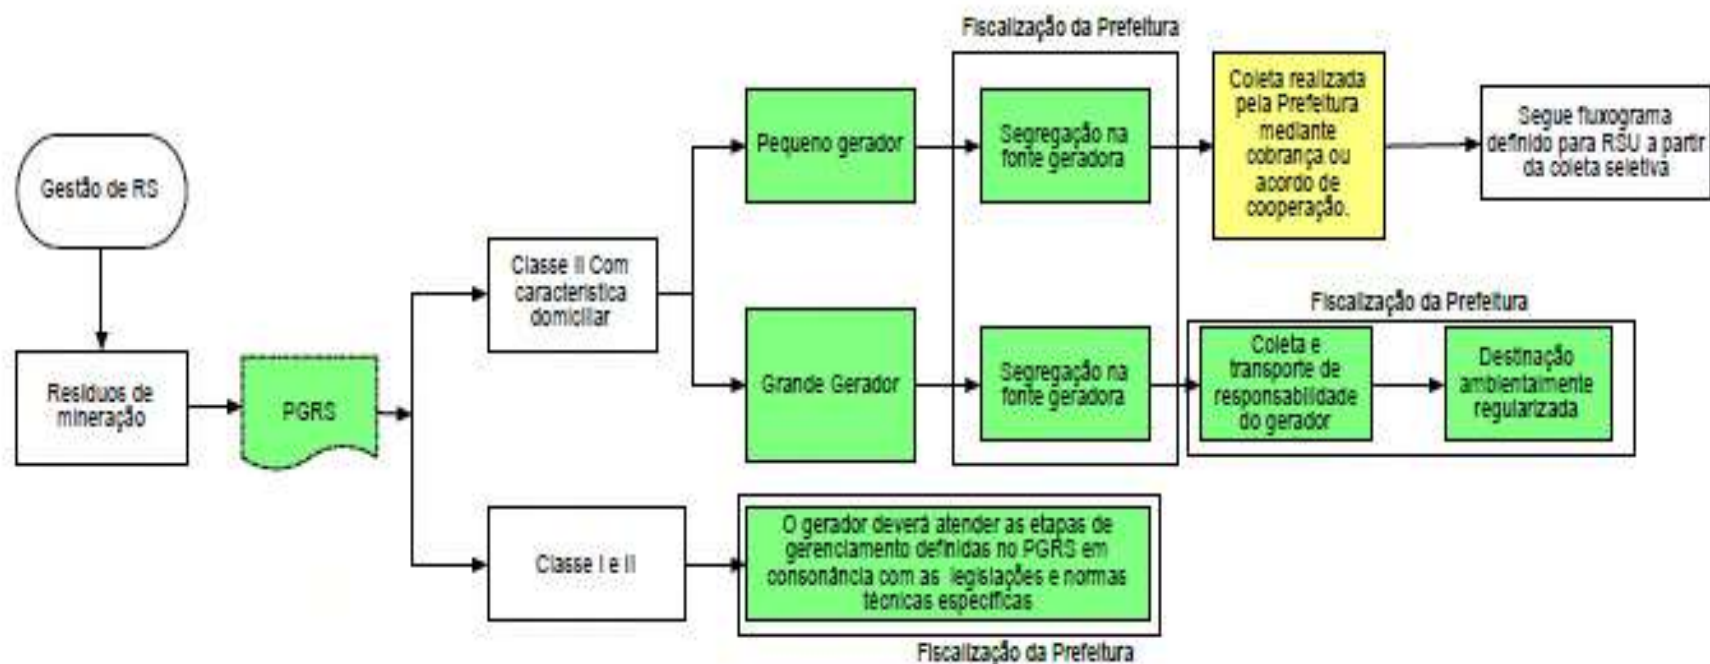 Fiscalização da Prefeitura
Gestão de RS
Resíduos de
mineração
PGRS
Classe II Com
característica
domiciliar
Pequeno gerador
Segregação na
fonte geradora
Coleta realizada
pela Prefeitura
mediante
cobrança ou
acordo de
cooperação.
Segue fluxograma
definido para RSU a partir
da coleta seletiva
Grande Gerador
Segregação na
fonte geradora
Fiscalização da Prefeitura
Coleta e
transporte de
responsabilidade
do gerador
Destinação
ambientalmente
regularizada
Classe I e II
O gerador deverá atender as etapas de
gerenciamento definidas no PGRS em
consonância com as legislações e normas
técnicas específicas
Fiscalização da Prefeitura